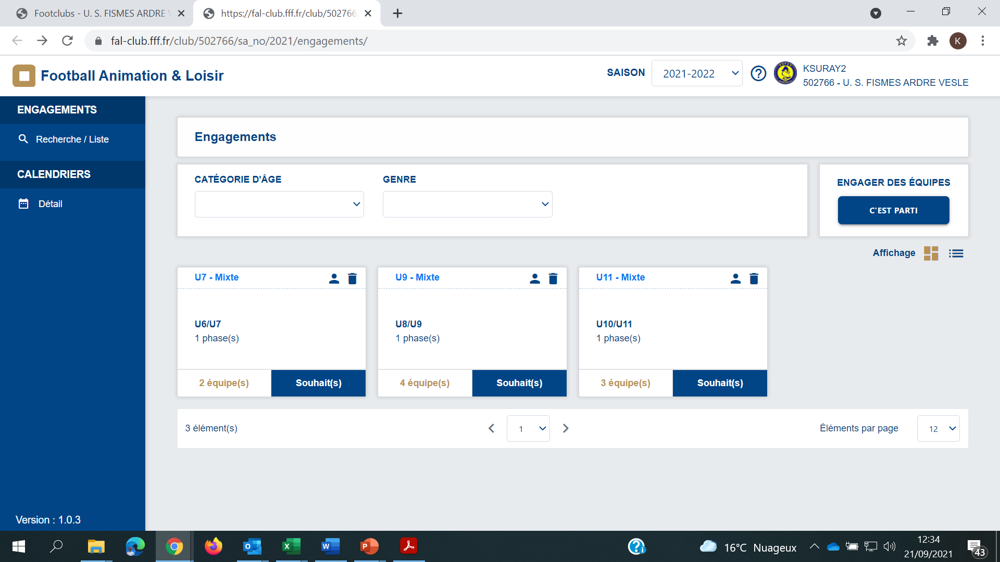 Footclubs - U. S. FISMES ARDRE
https://fal-club.fff.fr/club/502766
fal-club.fff.fr/club/502766/sa_no/2021/engagements/
K
Football Animation & Loisir
SAISON
2021-2022
KSURAY2
502766 - U. S. FISMES ARDRE VESLE
ENGAGEMENTS
Recherche / Liste
CALENDRIERS
Détail
Engagements
CATÉGORIE D'ÂGE
GENRE
ENGAGER DES ÉQUIPES
C'EST PARTI
Affichage
U7 - Mixte
U6/U7
1 phase(s)
2 équipe(s)
Souhait(s)
U9 - Mixte
U8/U9
1 phase(s)
4 équipe(s)
Souhait(s)
U11 - Mixte
U10/U11
1 phase(s)
3 équipe(s)
Souhait(s)
3 élément(s)
1
Éléments par page
12
Version : 1.0.3
16°C Nuageux
12:34
21/09/2021
43